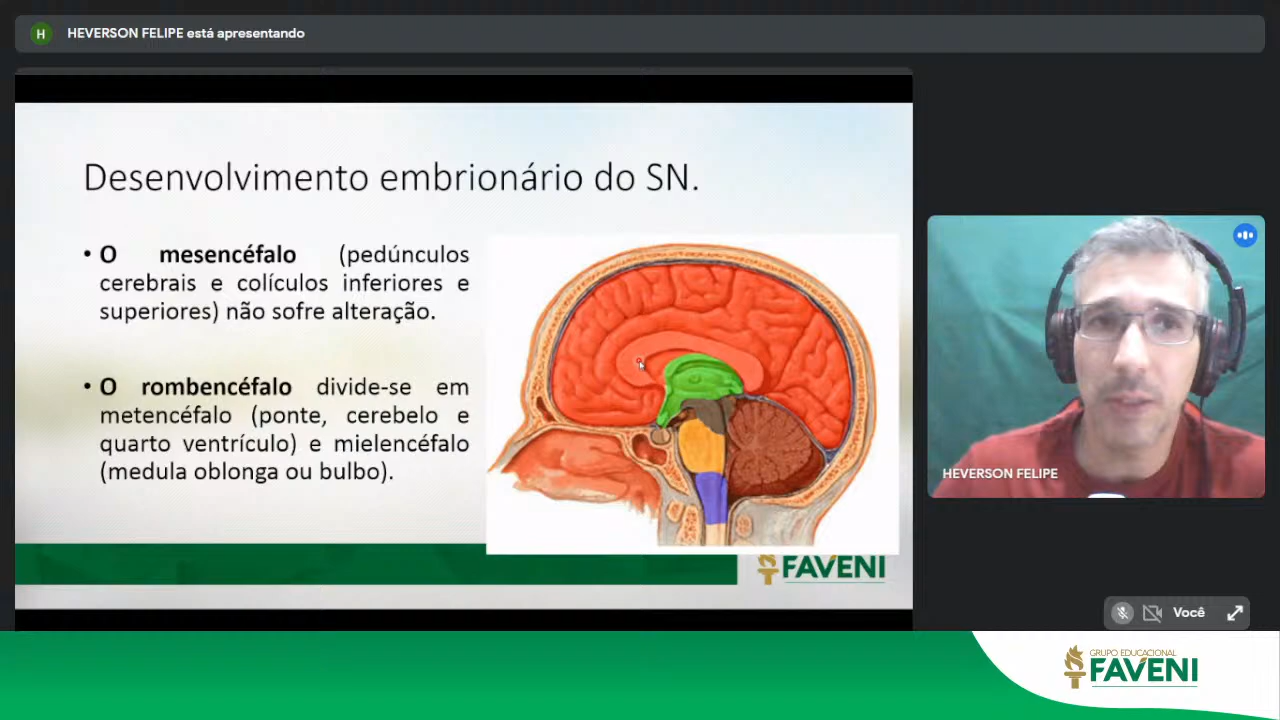 H HEVERSON FELIPE está apresentando
Desenvolvimento embrionário do SN.
• O mesencéfalo (pedúnculos
cerebrais e colículos inferiores e
superiores) não sofre alteração.
• O rombencéfalo divide-se em
metencéfalo (ponte, cerebelo e
quarto ventrículo) e mielencéfalo
(medula oblonga ou bulbo).
FAVENI
HEVERSON FELIPE
Você
GRUPO EDUCACIONAL
FAVENI